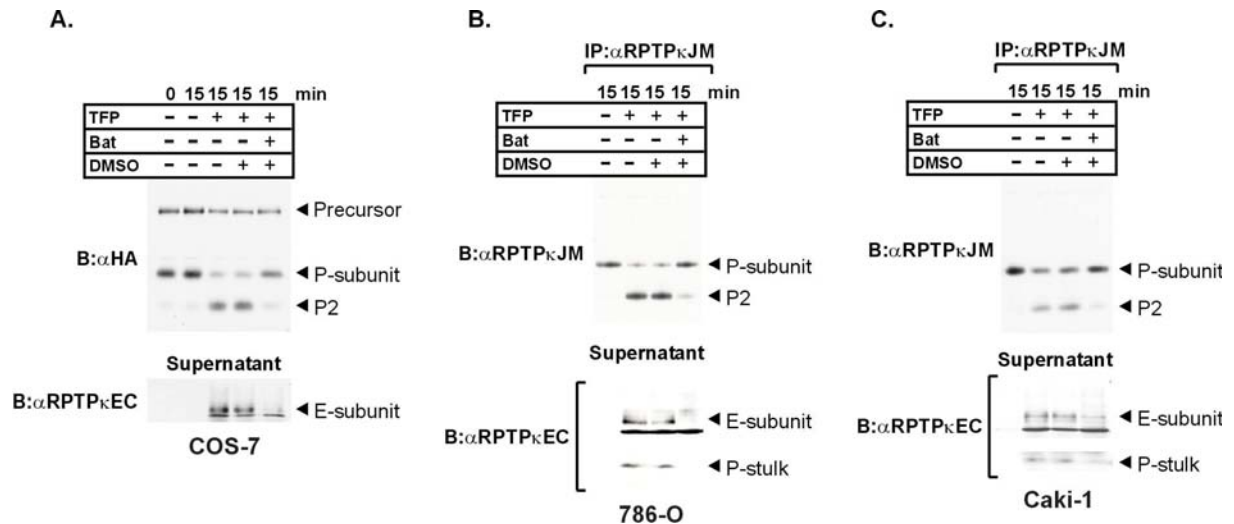 A.
0 15 15 15 15 min
TFP – – + + +
Bat – – – – +
DMSO – – – + +
B:αHA
Precursor
P-subunit
P2
Supernatant
B:αRPTPκEC
E-subunit
COS-7
B.
IP:αRPTPκJM
15 15 15 15 min
TFP – + + +
Bat – – – +
DMSO – – + +
B:αRPTPκJM
P-subunit
P2
Supernatant
B:αRPTPκEC
E-subunit
P-stulk
786-O
C.
IP:αRPTPκJM
15 15 15 15 min
TFP – + + +
Bat – – – +
DMSO – – + +
B:αRPTPκJM
P-subunit
P2
Supernatant
B:αRPTPκEC
E-subunit
P-stulk
Caki-1